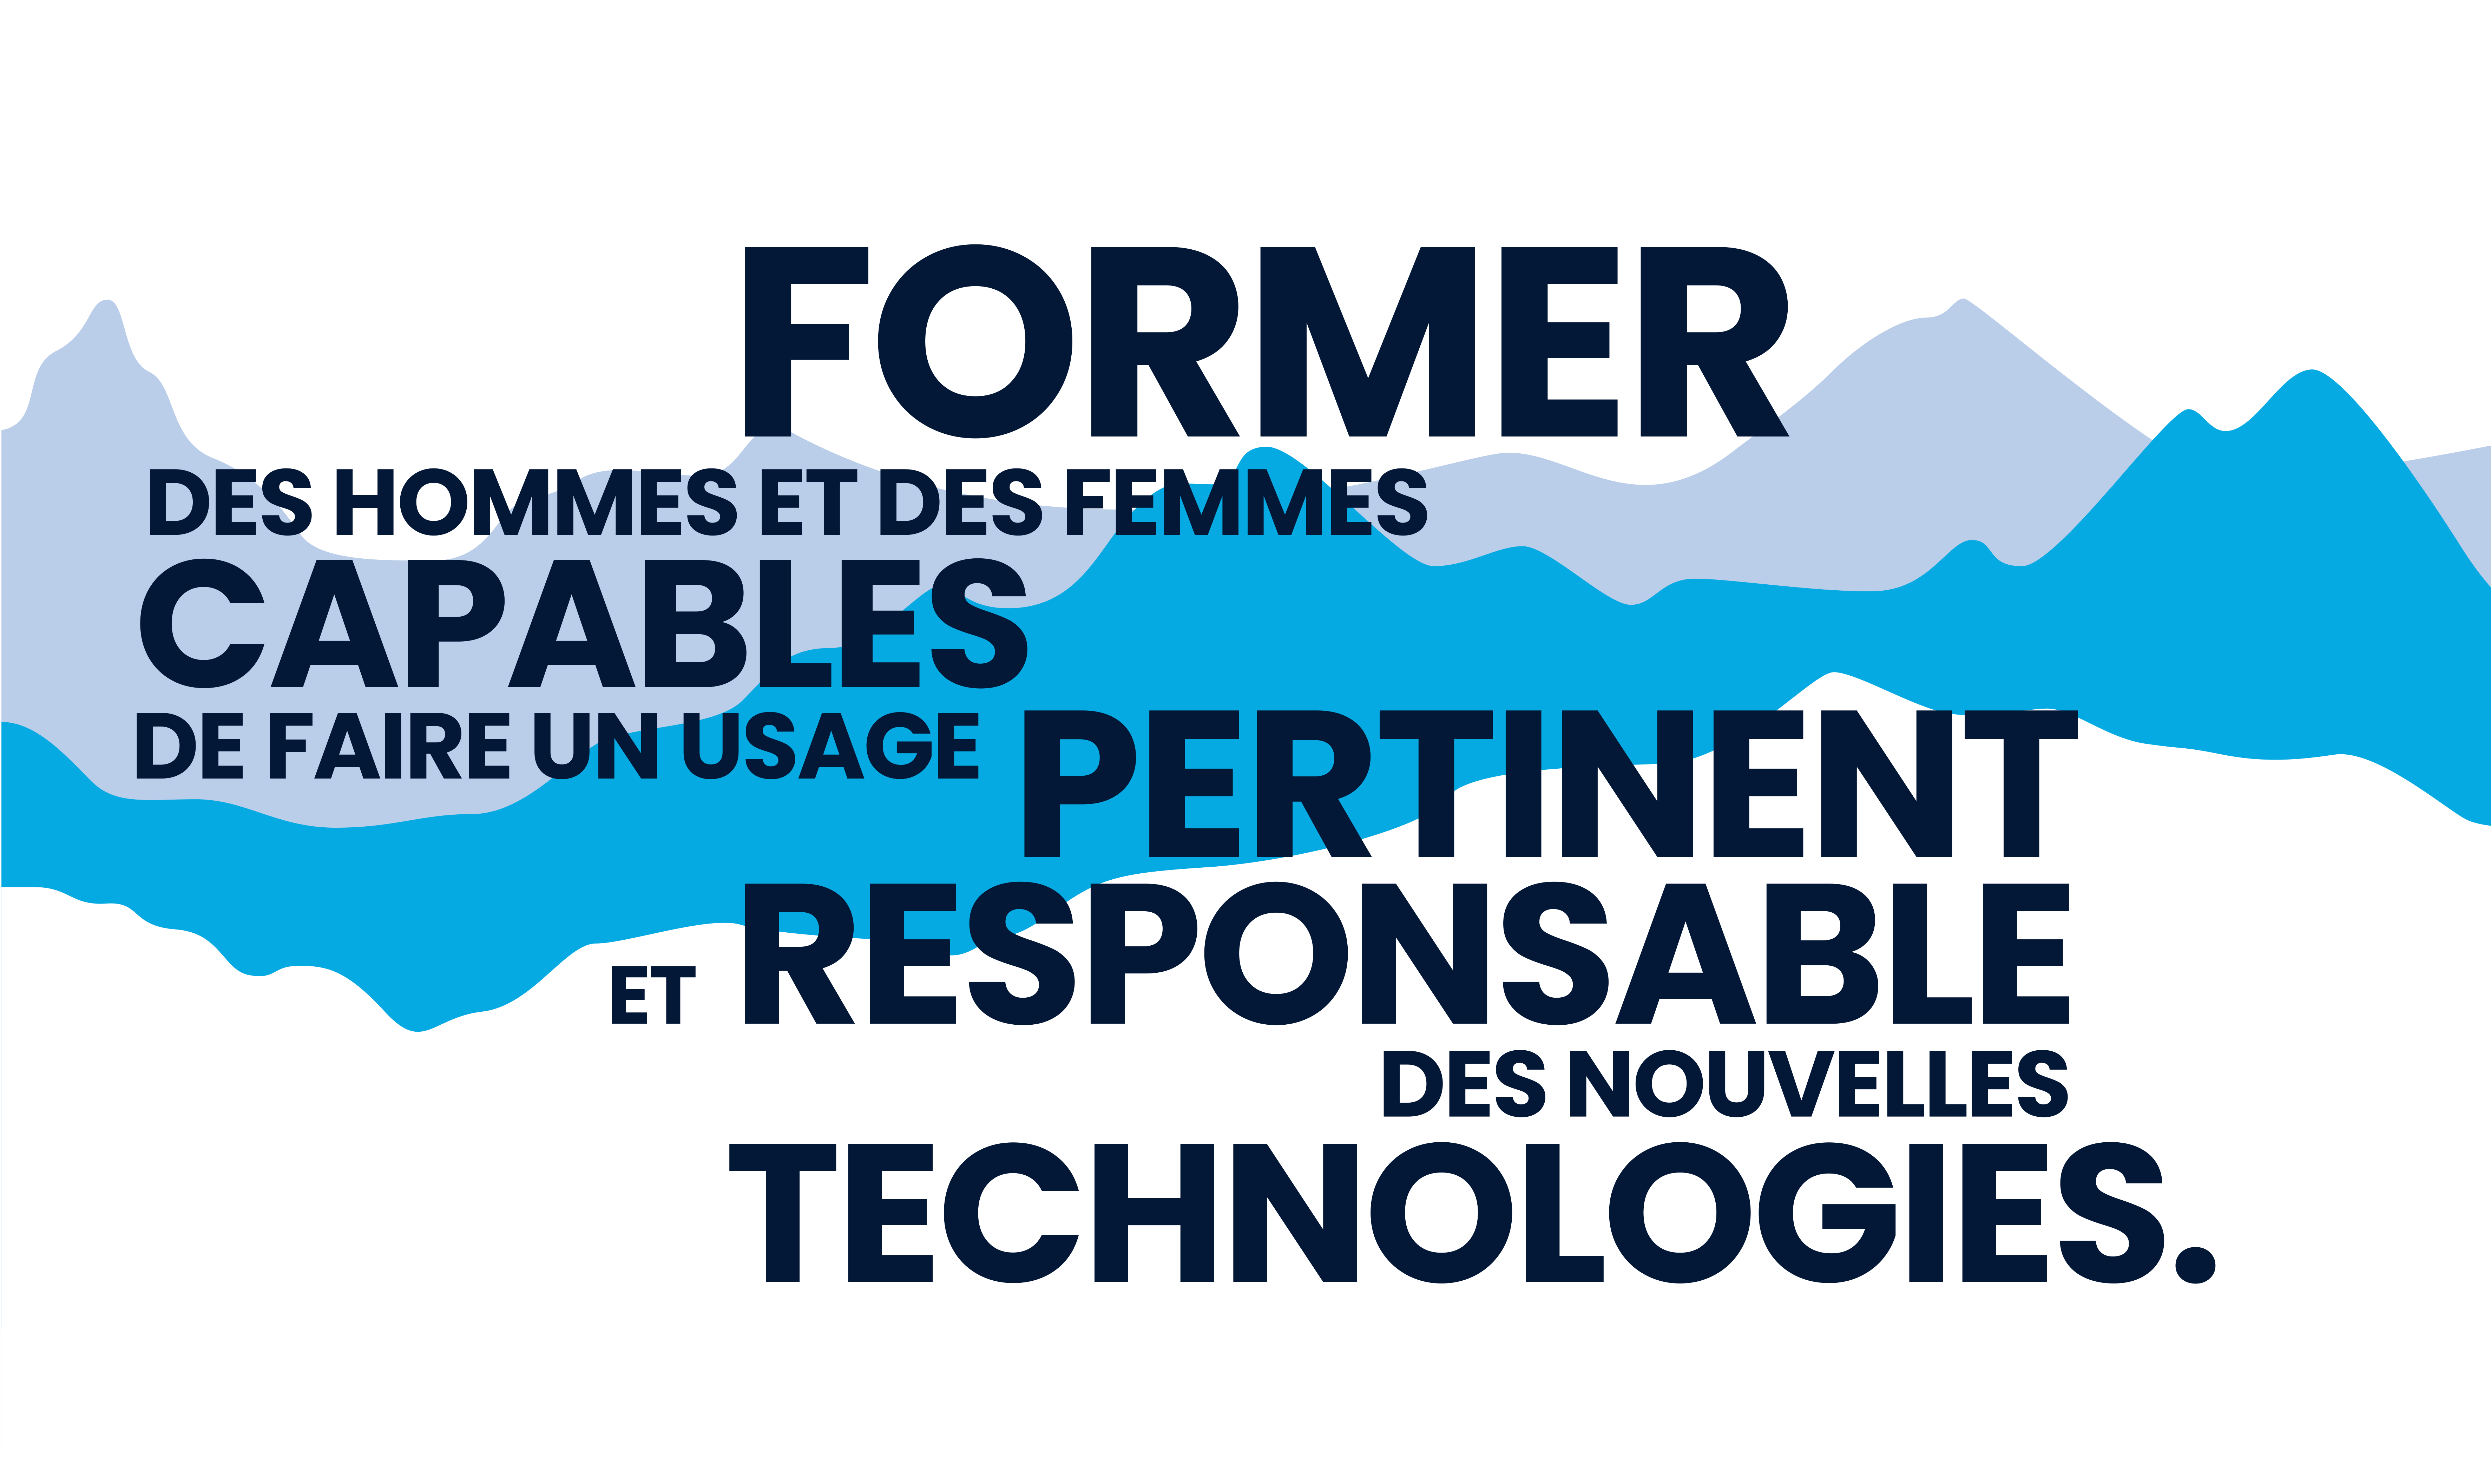 FORMER
DES HOMMES ET DES FEMMES
CAPABLES
DE FAIRE UN USAGE PERTINENT
ET RESPONSABLE
DES NOUVELLES
TECHNOLOGIES.